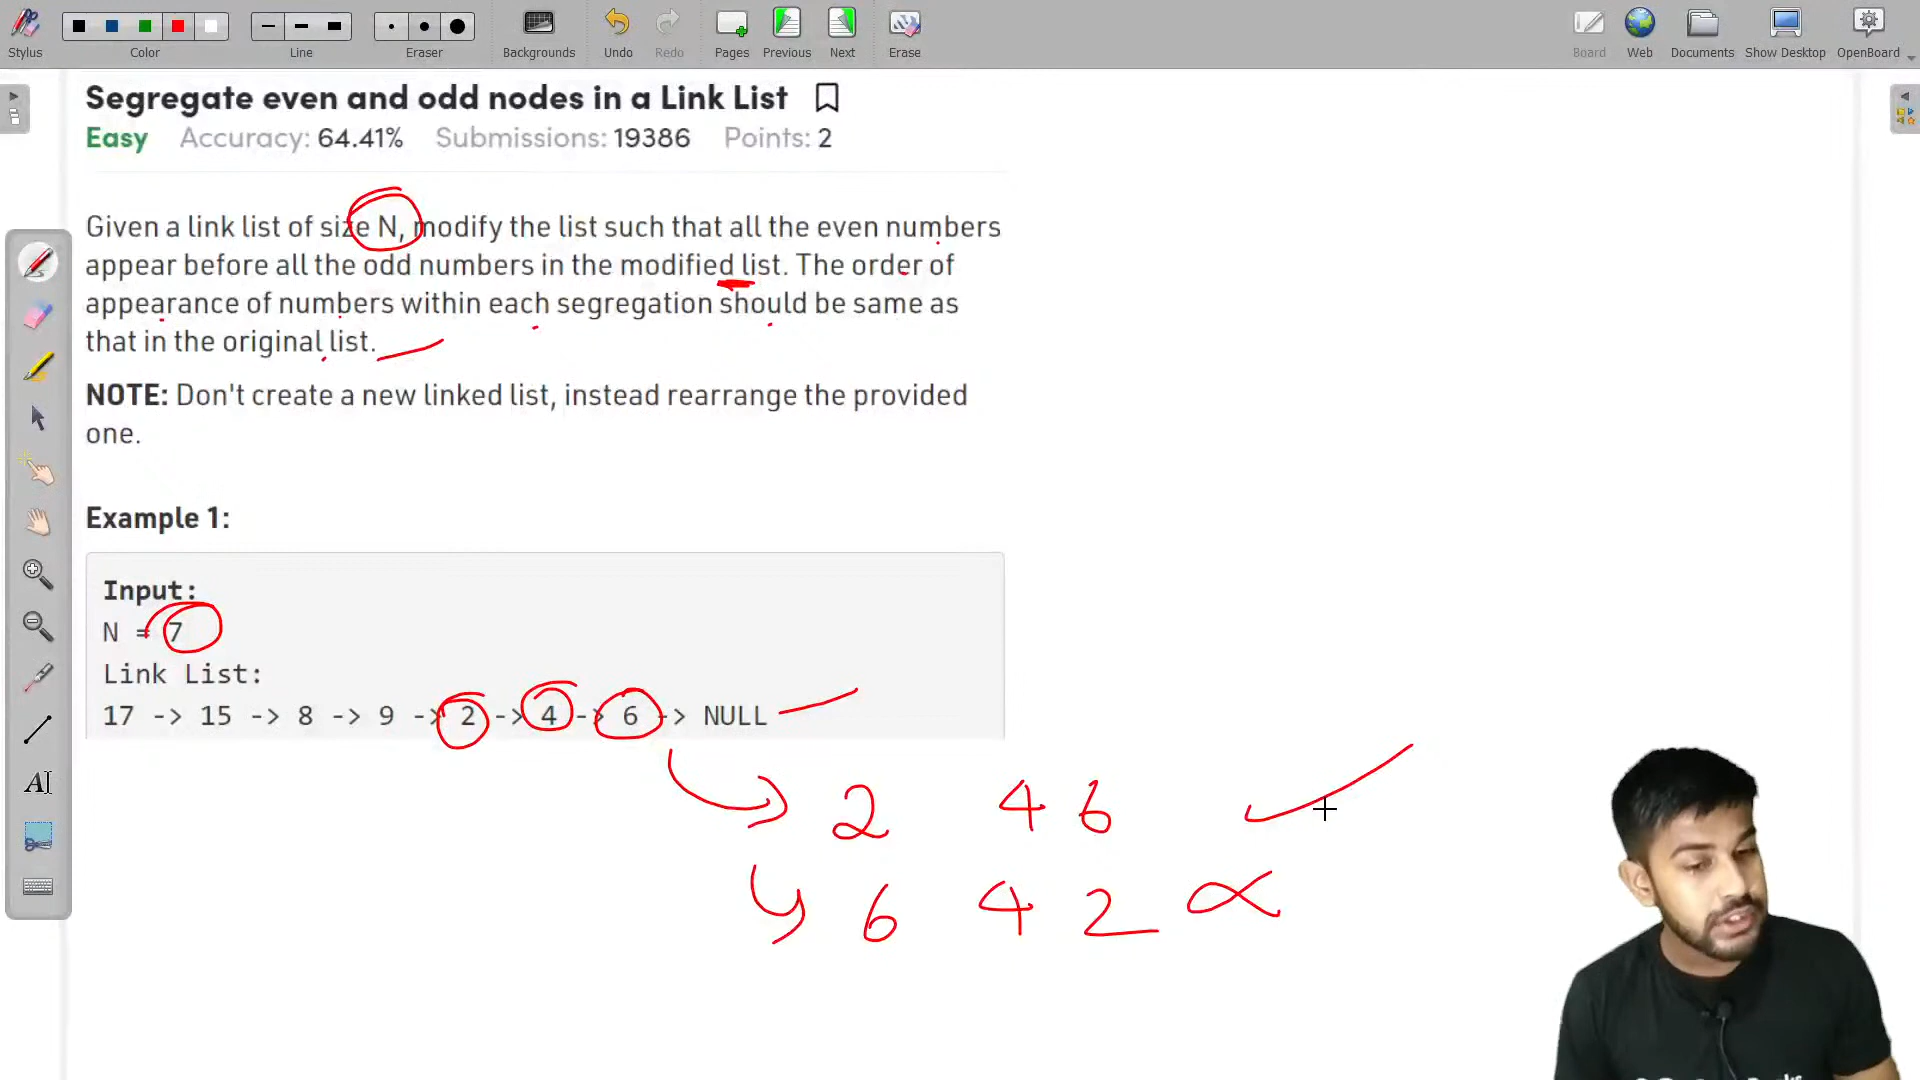 Stylus
Color
Line
Eraser
Backgrounds
Undo
Redo
Pages
Previous
Next
Erase
Board
Web
Documents
Show Desktop
OpenBoard
Segregate even and odd nodes in a Link List
Easy Accuracy: 64.41% Submissions: 19386 Points: 2
Given a link list of size N, modify the list such that all the even numbers
appear before all the odd numbers in the modified list. The order of
appearance of numbers within each segregation should be same as
that in the original list.
NOTE: Don't create a new linked list, instead rearrange the provided
one.
Example 1:
Input:
N = 7
Link List:
17 -> 15 -> 8 -> 9 -> 2 -> 4 -> 6 -> NULL
2 4 6
6 4 2